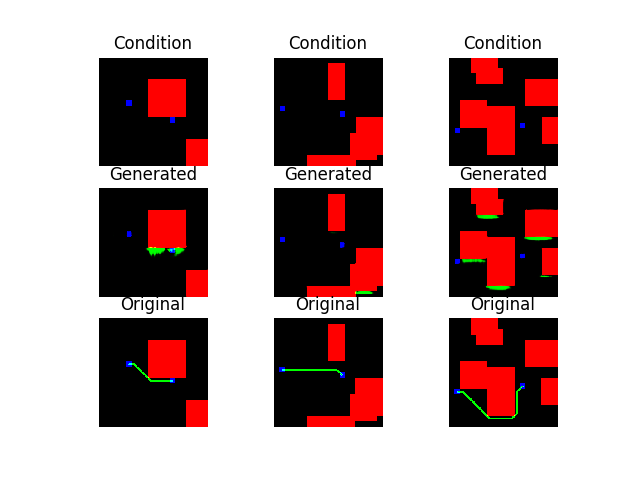 Condition
Condition
Condition
Generated
Generated
Generated
Original
Original
Original